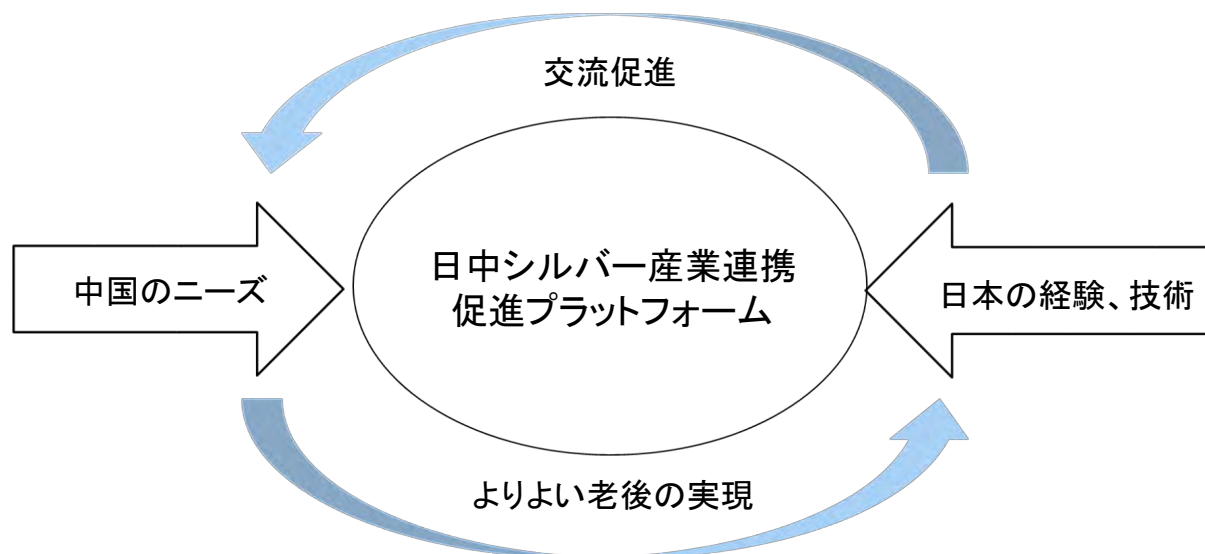 交流促進
中国のニーズ
日中シルバー産業連携
促進プラットフォーム
日本の経験、技術
よりよい老後の実現